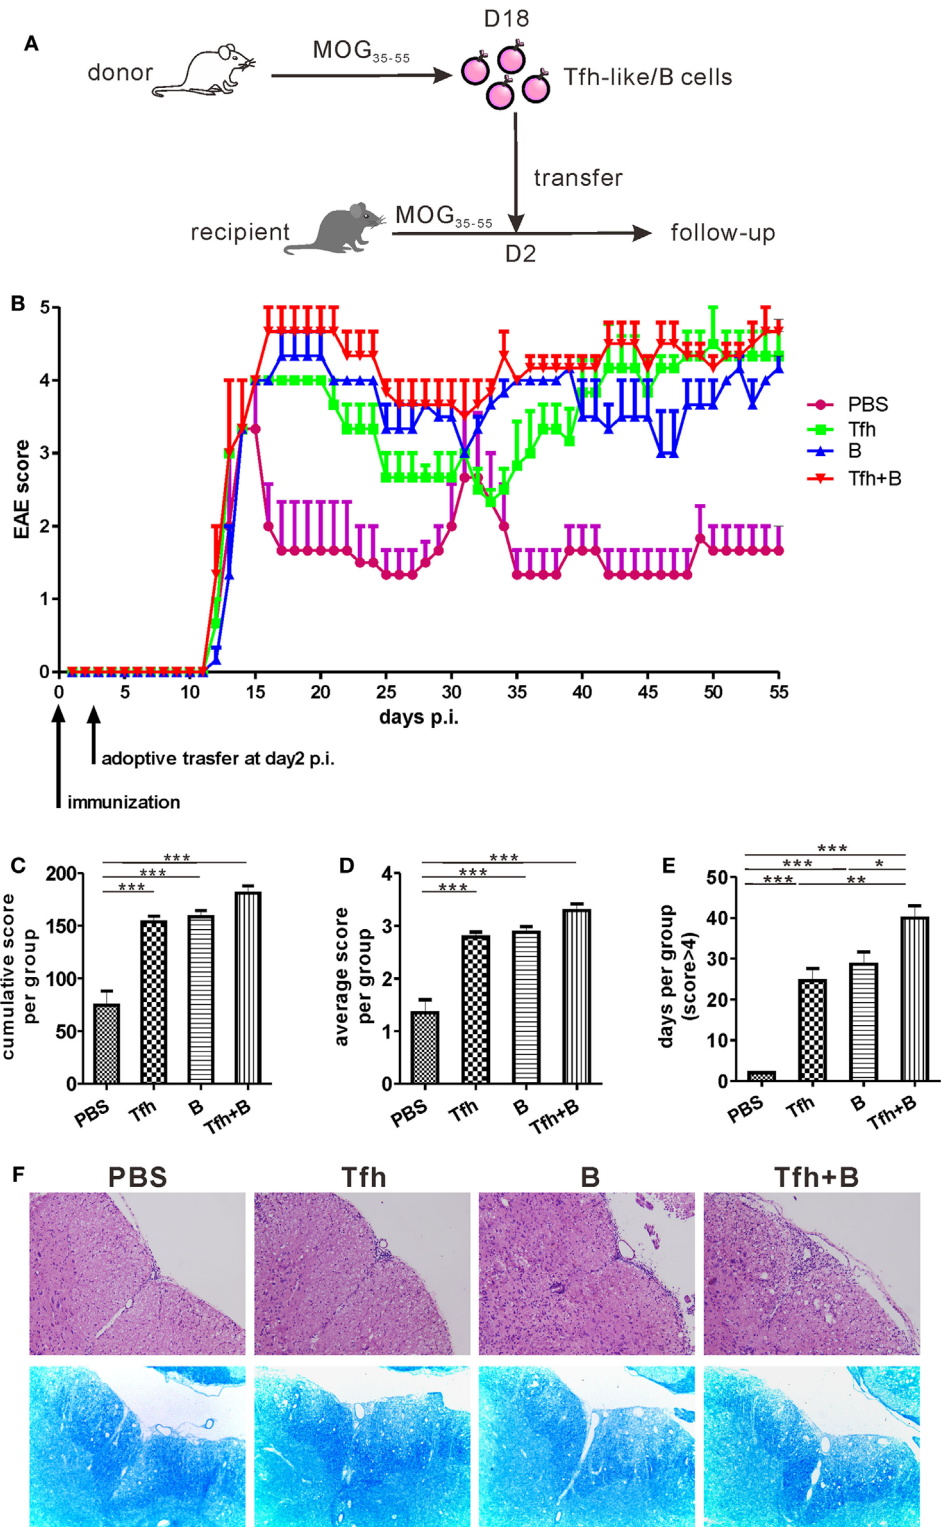 A
D18
donor
MOG35-55
Tfh-like/B cells
transfer
recipient
MOG35-55
D2
follow-up
B
EAE score
5
4
3
2
1
0
0 5 10 15 20 25 30 35 40 45 50 55
days p.i.
PBS
Tfh
B
Tfh+B
adoptive trasfer at day2 p.i.
immunization
C
cumulative score
per group
200
150
100
50
0
***
***
***
PBS Tfh B Tfh+B
D
average score
per group
4
3
2
1
0
***
***
***
PBS Tfh B Tfh+B
E
days per group
(score>4)
50
40
30
20
10
0
***
*** *
*** **
PBS Tfh B Tfh+B
F
PBS Tfh B Tfh+B